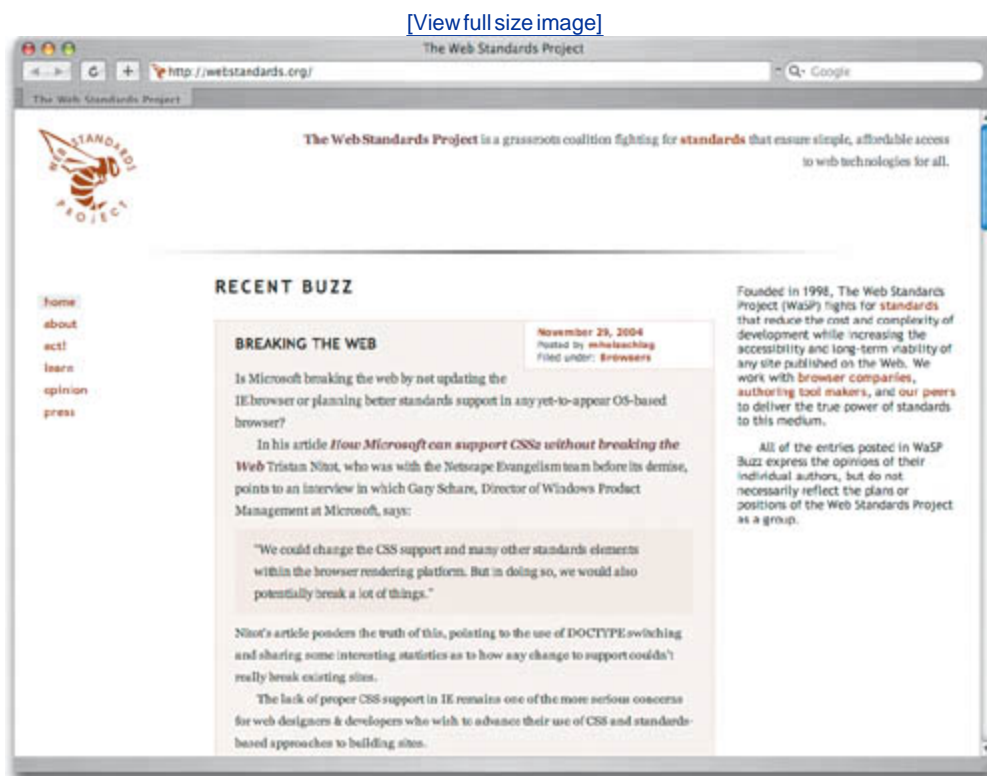 [View full size image]
The Web Standards Project
http://webstandards.org/
Google
The Web Standards Project
WEB STANDARDS PROJECT
The Web Standards Project is a grassroots coalition fighting for standards that ensure simple, affordable access
to web technologies for all.
home
about
act!
learn
opinion
press
RECENT BUZZ
BREAKING THE WEB
November 29, 2004
Posted by mholzschlag
Filed under: Browsers
Is Microsoft breaking the web by not updating the
IE browser or planning better standards support in any yet-to-appear OS-based
browser?
In his article How Microsoft can support CSS2 without breaking the
Web Tristan Nitot, who was with the Netscape Evangelism team before its demise,
points to an interview in which Gary Schare, Director of Windows Product
Management at Microsoft, says:
"We could change the CSS support and many other standards elements
within the browser rendering platform. But in doing so, we would also
potentially break a lot of things."
Nitot's article ponders the truth of this, pointing to the use of DOCTYPE switching
and sharing some interesting statistics as to how any change to support couldn't
really break existing sites.
The lack of proper CSS support in IE remains one of the more serious concerns
for web designers & developers who wish to advance their use of CSS and standards-
based approaches to building sites.
Founded in 1998, The Web Standards
Project (WaSP) fights for standards
that reduce the cost and complexity of
development while increasing the
accessibility and long-term viability of
any site published on the Web. We
work with browser companies,
authoring tool makers, and our peers
to deliver the true power of standards
to this medium.
All of the entries posted in WaSP
Buzz express the opinions of their
individual authors, but do not
necessarily reflect the plans or
positions of the Web Standards Project
as a group.